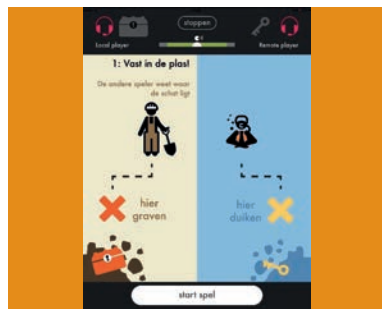 stoppen
Local player
Remote player
1: Vast in de plas!
De andere speler weet waar
de schat ligt
hier
graven
hier
duiken
start spel